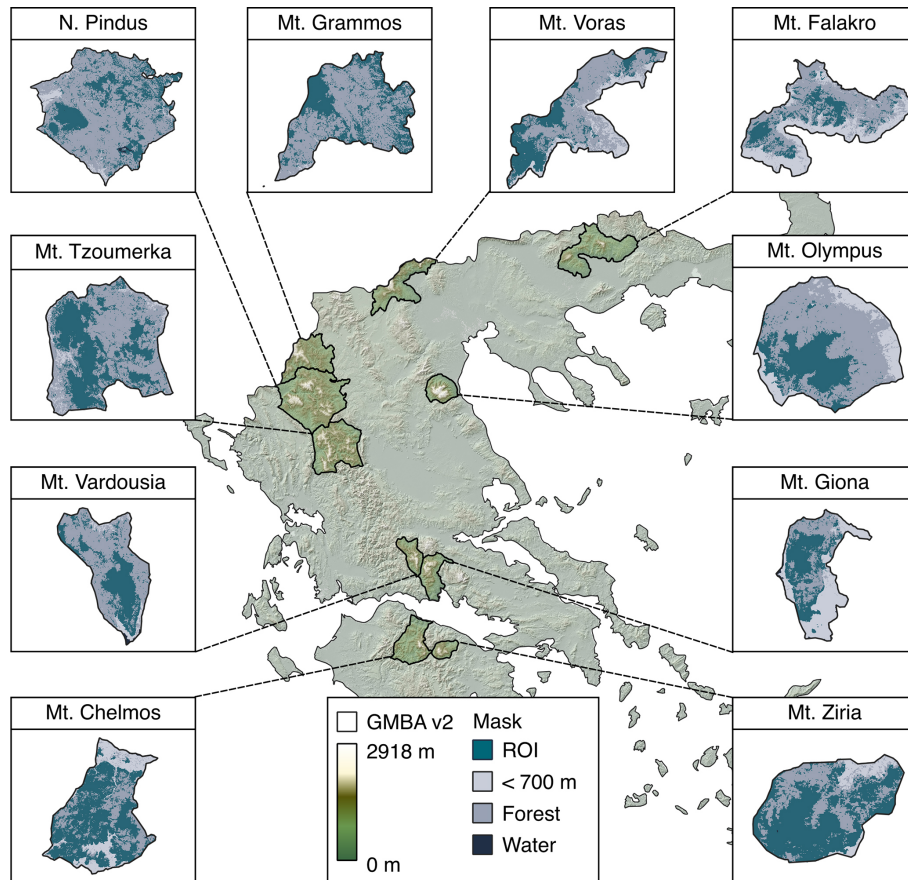 N. Pindus
Mt. Grammos
Mt. Voras
Mt. Falakro
Mt. Tzoumerka
Mt. Olympus
Mt. Vardousia
Mt. Giona
Mt. Chelmos
Mt. Ziria
GMBA v2
2918 m
0 m
Mask
ROI
< 700 m
Forest
Water